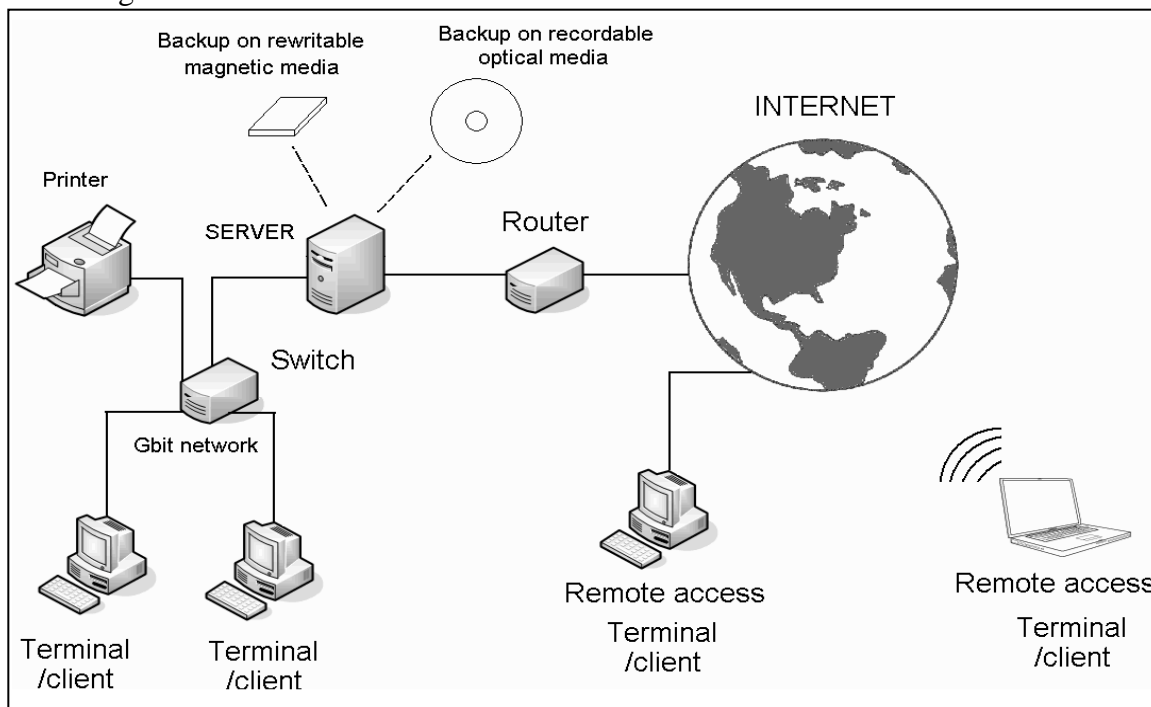 Backup on rewritable
magnetic media
Backup on recordable
optical media
INTERNET
Printer
SERVER
Router
Switch
Gbit network
Terminal
/client
Terminal
/client
Remote access
Terminal
/client
Remote access
Terminal
/client